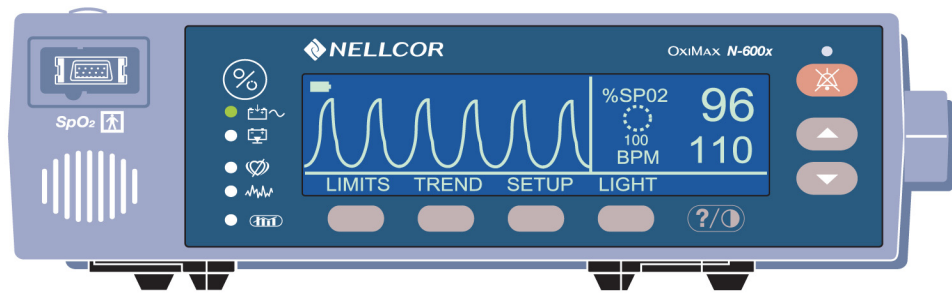 NELLCOR
OXIMAX N-600x
SpO2
%SP02
96
100
BPM
110
LIMITS TREND SETUP LIGHT
?/